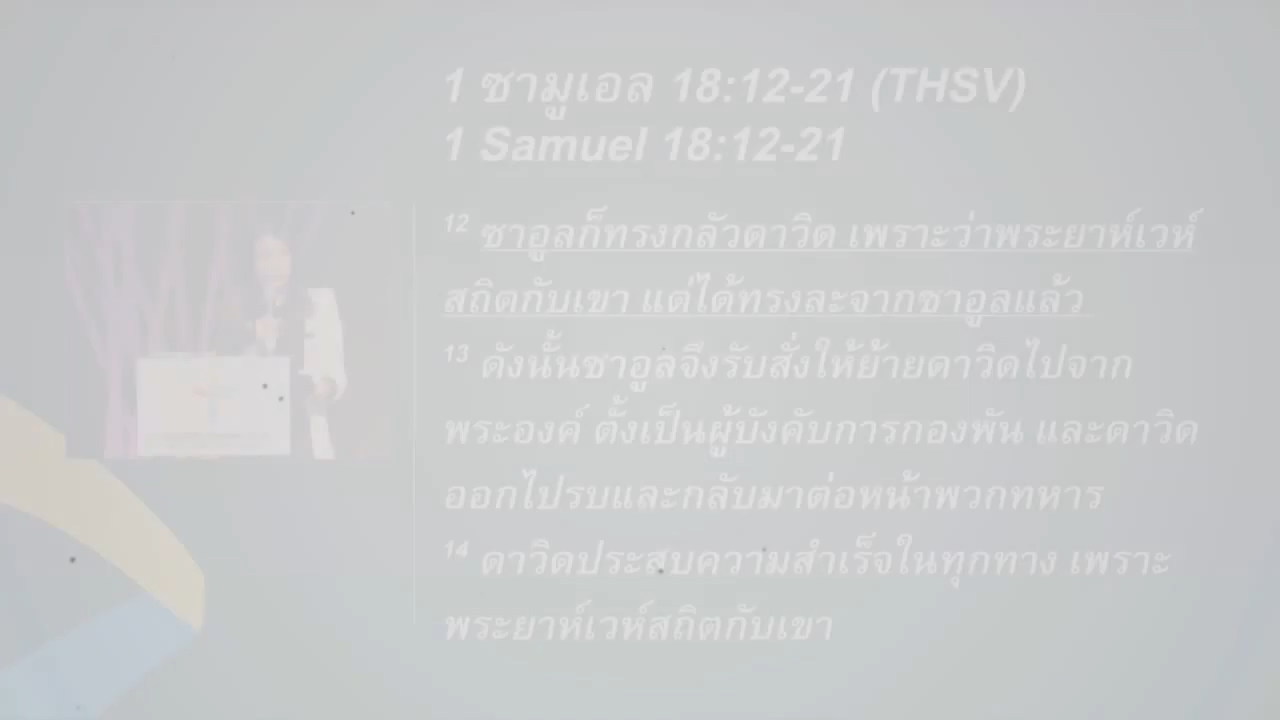 1 ซามูเอล 18:12-21 (THSV)
1 Samuel 18:12-21
12 ซาอูลก็ทรงกลัวดาวิด เพราะว่าพระยาห์เวห์
สถิตกับเขา แต่ได้ทรงละจากซาอูลแล้ว
13 ดังนั้นซาอูลจึงรับสั่งให้ย้ายดาวิดไปจาก
พระองค์ ตั้งเป็นผู้บังคับการกองพัน และดาวิด
ออกไปรบและกลับมาต่อหน้าพวกทหาร
14 ดาวิดประสบความสำเร็จในทุกทาง เพราะ
พระยาห์เวห์สถิตกับเขา